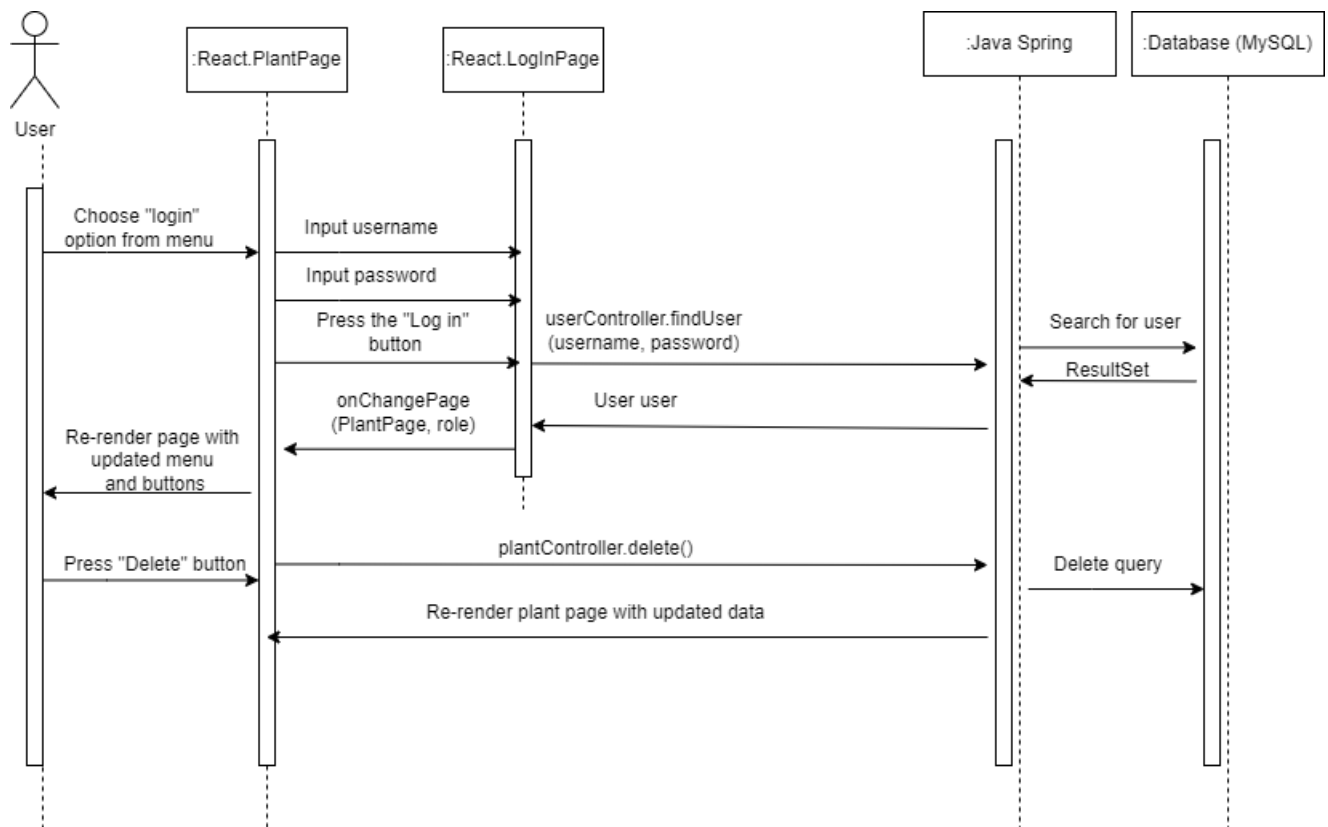 :React.PlantPage
:React.LogInPage
:Java Spring
:Database (MySQL)
User
Choose "login"
option from menu
Input username
Input password
Press the "Log in"
button
userController.findUser
(username, password)
Search for user
ResultSet
User user
onChangePage
(PlantPage, role)
Re-render page with
updated menu
and buttons
Press "Delete" button
plantController.delete()
Delete query
Re-render plant page with updated data